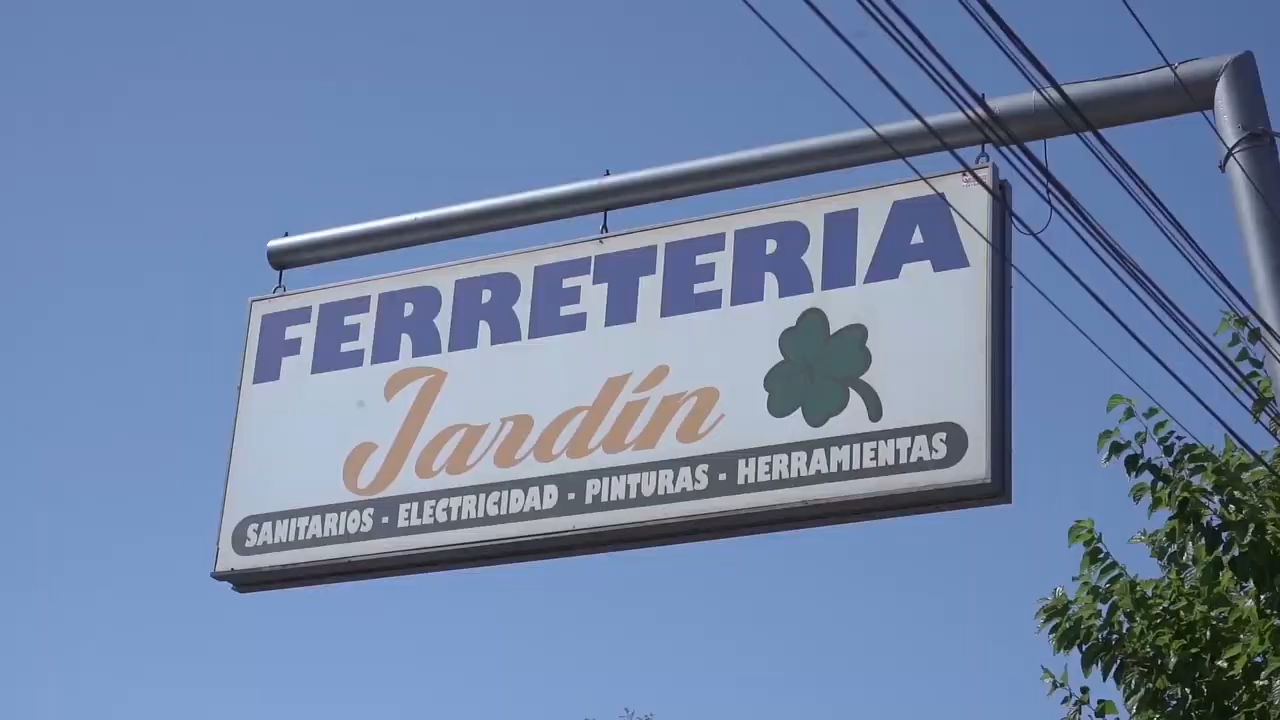 FERRETERIA
Jardín
SANITARIOS - ELECTRICIDAD - PINTURAS - HERRAMIENTAS